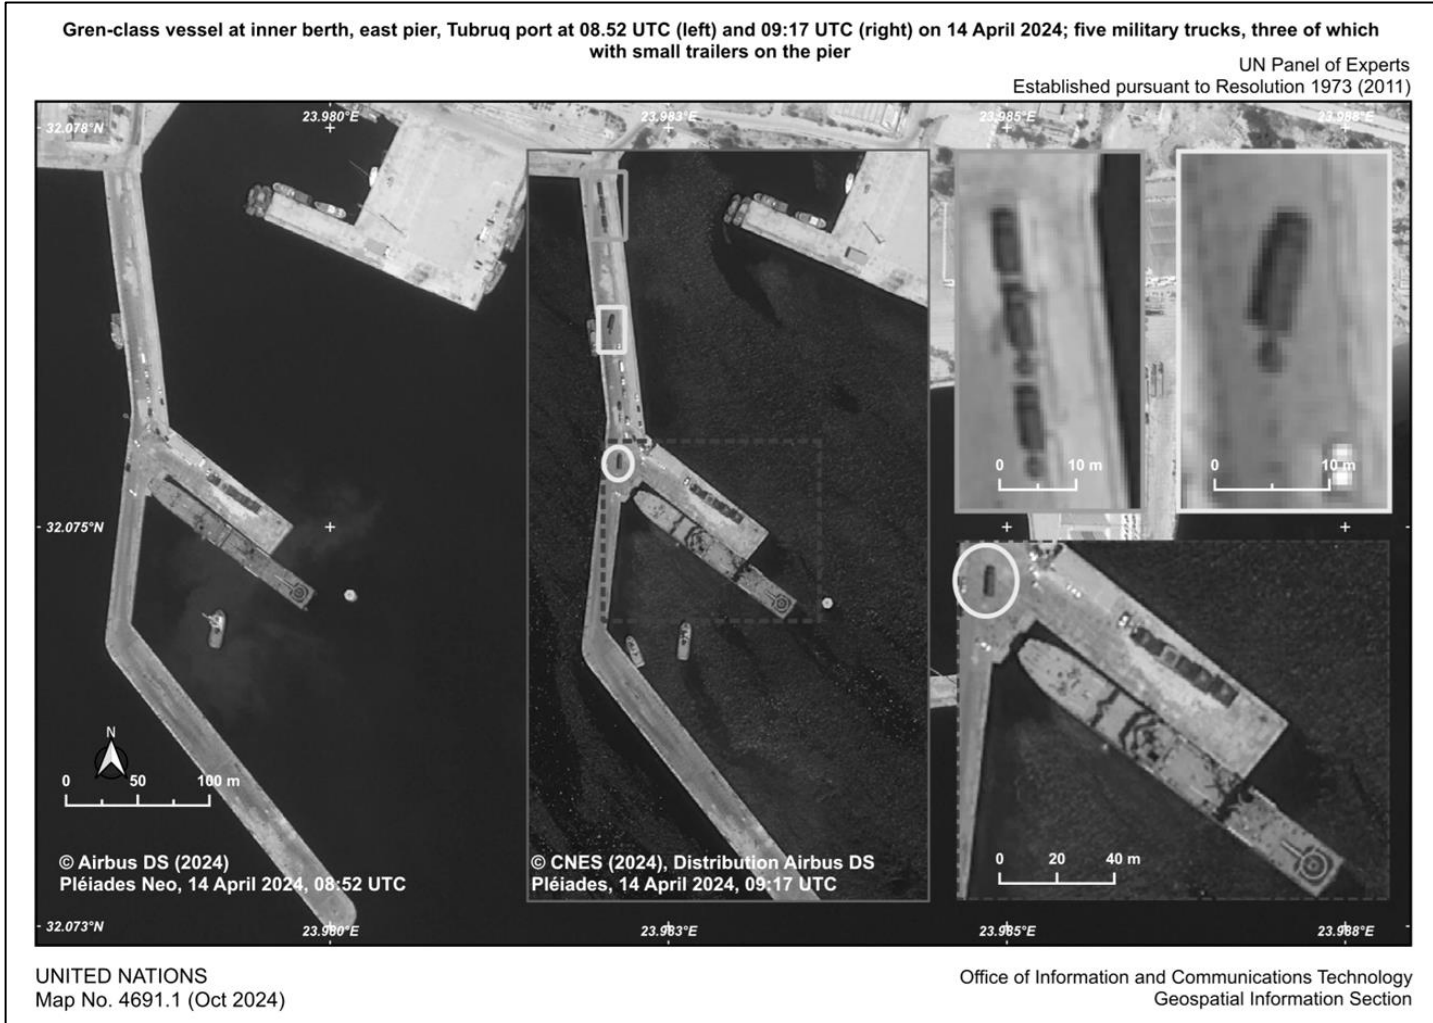 Gren-class vessel at inner berth, east pier, Tubruq port at 08.52 UTC (left) and 09:17 UTC (right) on 14 April 2024; five military trucks, three of which
with small trailers on the pier
UN Panel of Experts
Established pursuant to Resolution 1973 (2011)
32.078°N
23.980°E
23.983°E
23.985°E
23.988°E
0 10 m
0 10 m
32.075°N
N
0 50 100 m
0 20 40 m
© Airbus DS (2024)
Pléiades Neo, 14 April 2024, 08:52 UTC
© CNES (2024), Distribution Airbus DS
Pléiades, 14 April 2024, 09:17 UTC
32.073°N
23.980°E
23.983°E
23.985°E
23.988°E
UNITED NATIONS
Map No. 4691.1 (Oct 2024)
Office of Information and Communications Technology
Geospatial Information Section